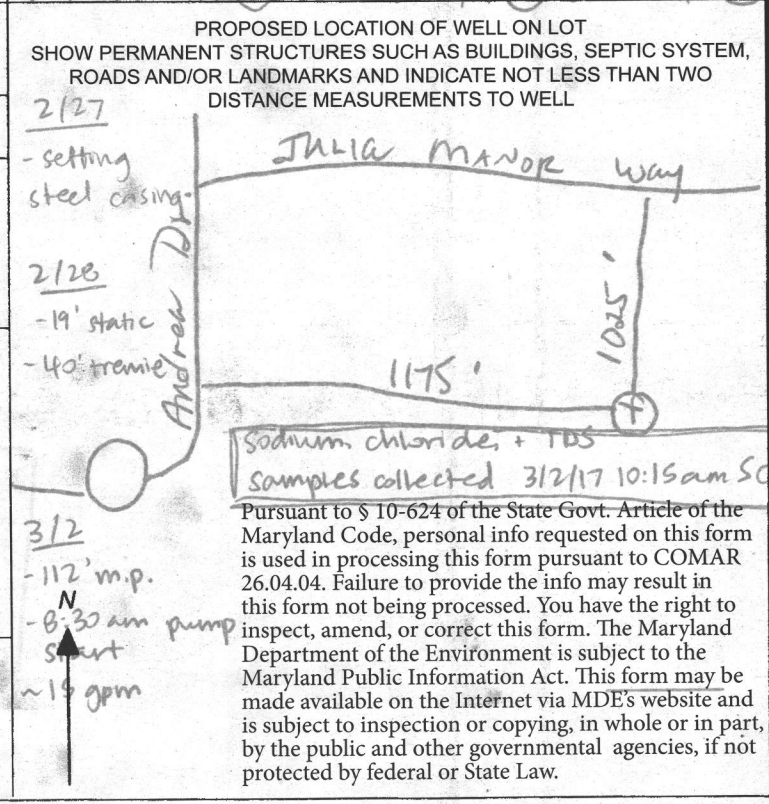 PROPOSED LOCATION OF WELL ON LOT
SHOW PERMANENT STRUCTURES SUCH AS BUILDINGS, SEPTIC SYSTEM,
ROADS AND/OR LANDMARKS AND INDICATE NOT LESS THAN TWO
DISTANCE MEASUREMENTS TO WELL
2/27
- setting
steel casing
JULIA MANOR Way
Andrew Dr
2/28
- 19' static
- 40' tremie
1025'
1175'
sodium, chloride, + TDS
samples collected 3/2/17 10:15am SC
3/2
- 112' m.p.
N
- 8:30 am pump
start
~ 15 gpm
Pursuant to § 10-624 of the State Govt. Article of the
Maryland Code, personal info requested on this form
is used in processing this form pursuant to COMAR
26.04.04. Failure to provide the info may result in
this form not being processed. You have the right to
inspect, amend, or correct this form. The Maryland
Department of the Environment is subject to the
Maryland Public Information Act. This form may be
made available on the Internet via MDE's website and
is subject to inspection or copying, in whole or in part,
by the public and other governmental agencies, if not
protected by federal or State Law.